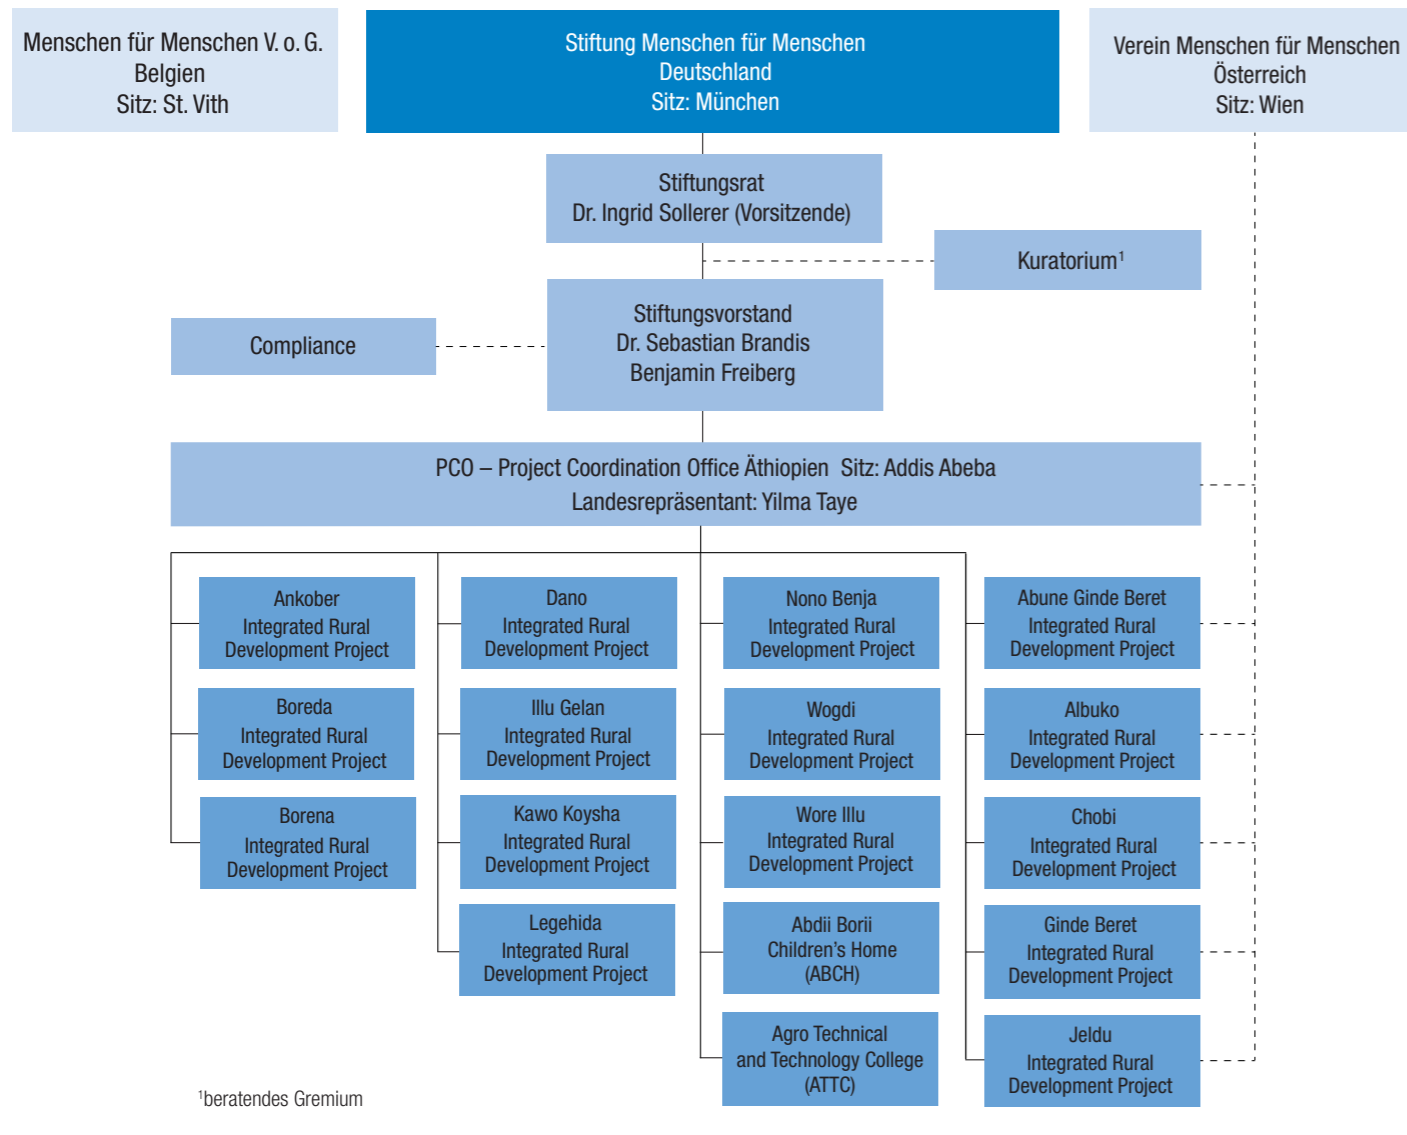 Menschen für Menschen V. o. G.
Belgien
Sitz: St. Vith
Stiftung Menschen für Menschen
Deutschland
Sitz: München
Verein Menschen für Menschen
Österreich
Sitz: Wien
Stiftungsrat
Dr. Ingrid Sollerer (Vorsitzende)
Kuratorium¹
Compliance
Stiftungsvorstand
Dr. Sebastian Brandis
Benjamin Freiberg
PCO – Project Coordination Office Äthiopien Sitz: Addis Abeba
Landesrepräsentant: Yilma Taye
Ankober
Integrated Rural
Development Project
Boreda
Integrated Rural
Development Project
Borena
Integrated Rural
Development Project
Dano
Integrated Rural
Development Project
Illu Gelan
Integrated Rural
Development Project
Kawo Koysha
Integrated Rural
Development Project
Legehida
Integrated Rural
Development Project
Nono Benja
Integrated Rural
Development Project
Wogdi
Integrated Rural
Development Project
Wore Illu
Integrated Rural
Development Project
Abdii Borii
Children’s Home
(ABCH)
Agro Technical
and Technology College
(ATTC)
Abune Ginde Beret
Integrated Rural
Development Project
Albuko
Integrated Rural
Development Project
Chobi
Integrated Rural
Development Project
Ginde Beret
Integrated Rural
Development Project
Jeldu
Integrated Rural
Development Project
¹beratendes Gremium